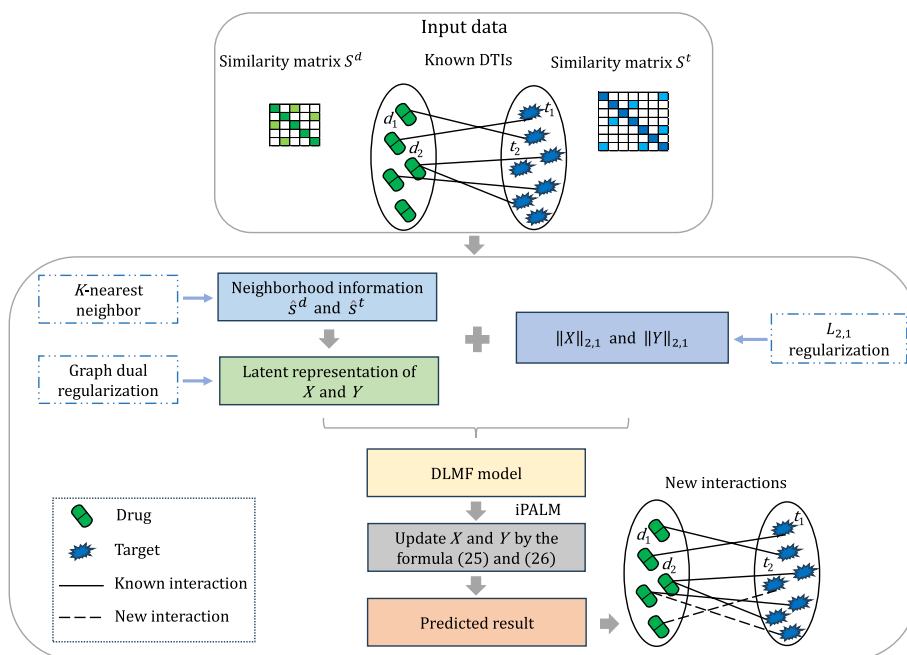 Input data
Similarity matrix S^d
Known DTIs
Similarity matrix S^t
d_1
d_2
t_1
t_2
K-nearest
neighbor
Neighborhood information
ŝ^d and ŝ^t
Graph dual
regularization
Latent representation of
X and Y
‖X‖_{2,1} and ‖Y‖_{2,1}
L_{2,1}
regularization
DLMF model
iPALM
Update X and Y by the
formula (25) and (26)
Predicted result
New interactions
d_1
d_2
t_1
t_2
Drug
Target
Known interaction
New interaction